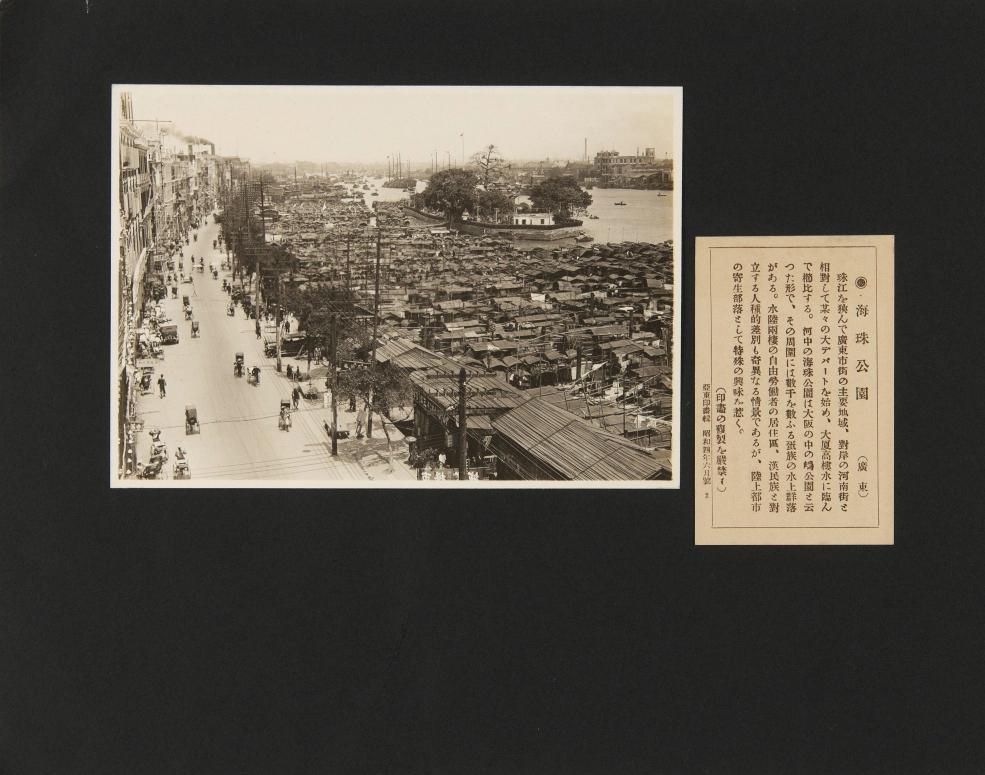 ◉ 海珠公園 （廣東）
珠江を狹んで廣東市街の主要地域、對岸の河南街と
相對して某々の大デパートを始め、大厦高樓水に臨ん
で櫛比する。河中の海珠公園は大阪の中の嶋公園と云
つた形で、その周圍には數千を數ふる蛋族の水上群落
がある。水陸兩棲の自由勞働者の居住區、漢民族と對
立する人種的差別も奇異なる情景であるが、陸上都市
の寄生部落として特殊の興味を惹く。
（印畫の複製を嚴禁す）
亞東印畫輯 昭和四年六月號 2